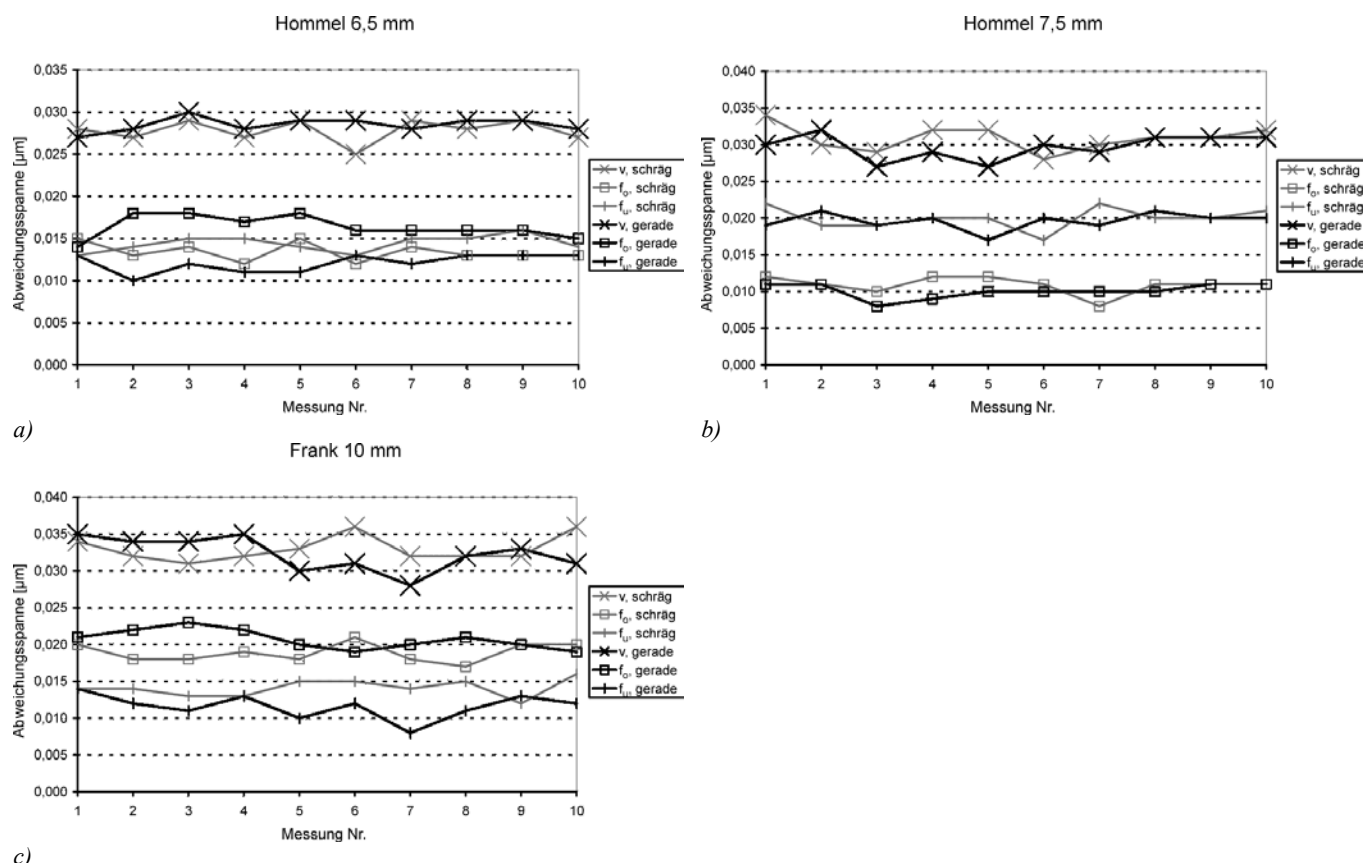 Hommel 6,5 mm
Abweichungsspanne [µm]
0,035
0,030
0,025
0,020
0,015
0,010
0,005
0,000
1 2 3 4 5 6 7 8 9 10
Messung Nr.
v, schräg
fo, schräg
fu, schräg
v, gerade
fo, gerade
fu, gerade
a)
Hommel 7,5 mm
Abweichungsspanne [µm]
0,040
0,035
0,030
0,025
0,020
0,015
0,010
0,005
0,000
1 2 3 4 5 6 7 8 9 10
Messung Nr.
v, schräg
fo, schräg
fu, schräg
v, gerade
fo, gerade
fu, gerade
b)
Frank 10 mm
Abweichungsspanne [µm]
0,040
0,035
0,030
0,025
0,020
0,015
0,010
0,005
0,000
1 2 3 4 5 6 7 8 9 10
Messung Nr.
v, schräg
fo, schräg
fu, schräg
v, gerade
fo, gerade
fu, gerade
c)